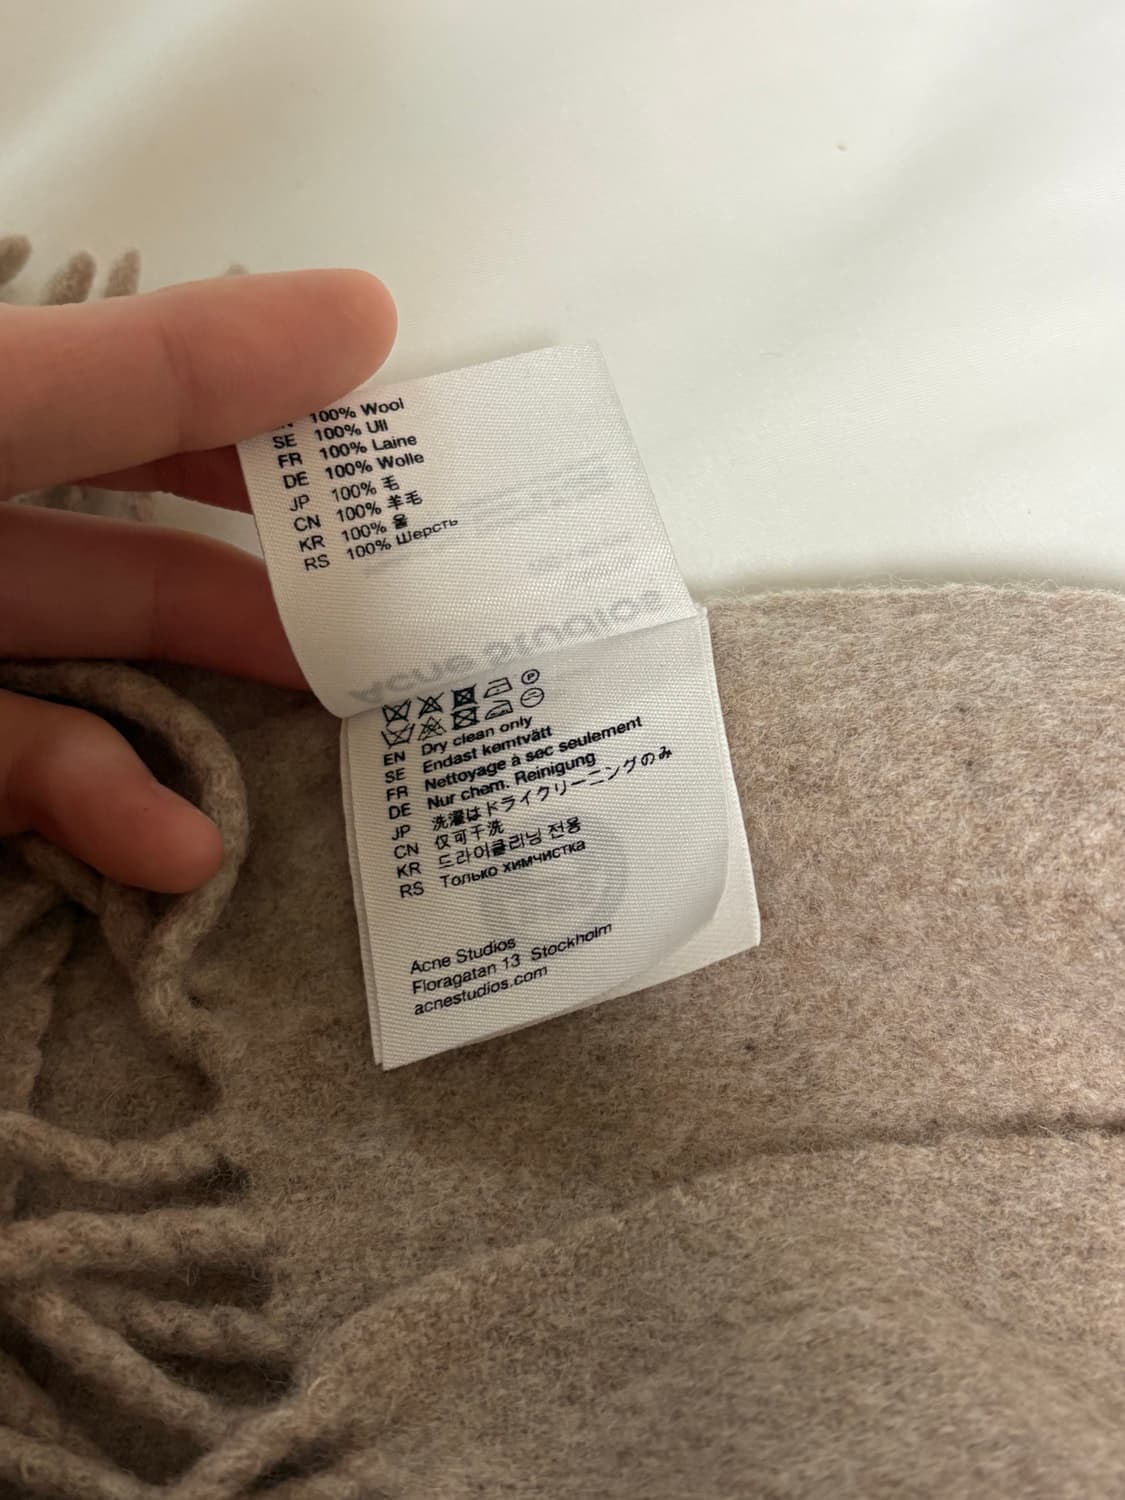 100% Wool
SE 100% Ull
FR 100% Laine
DE 100% Wolle
JP 100% 毛
CN 100% 羊毛
KR 100% 울
RS 100% Шерсть
Acne Studios
P
EN Dry clean only
SE Endast kemtvätt
FR Nettoyage à sec seulement
DE Nur chem. Reinigung
JP 洗濯はドライクリーニングのみ
CN 仅可干洗
KR 드라이클리닝 전용
RS Только химчистка
Acne Studios
Floragatan 13 Stockholm
acnestudios.com